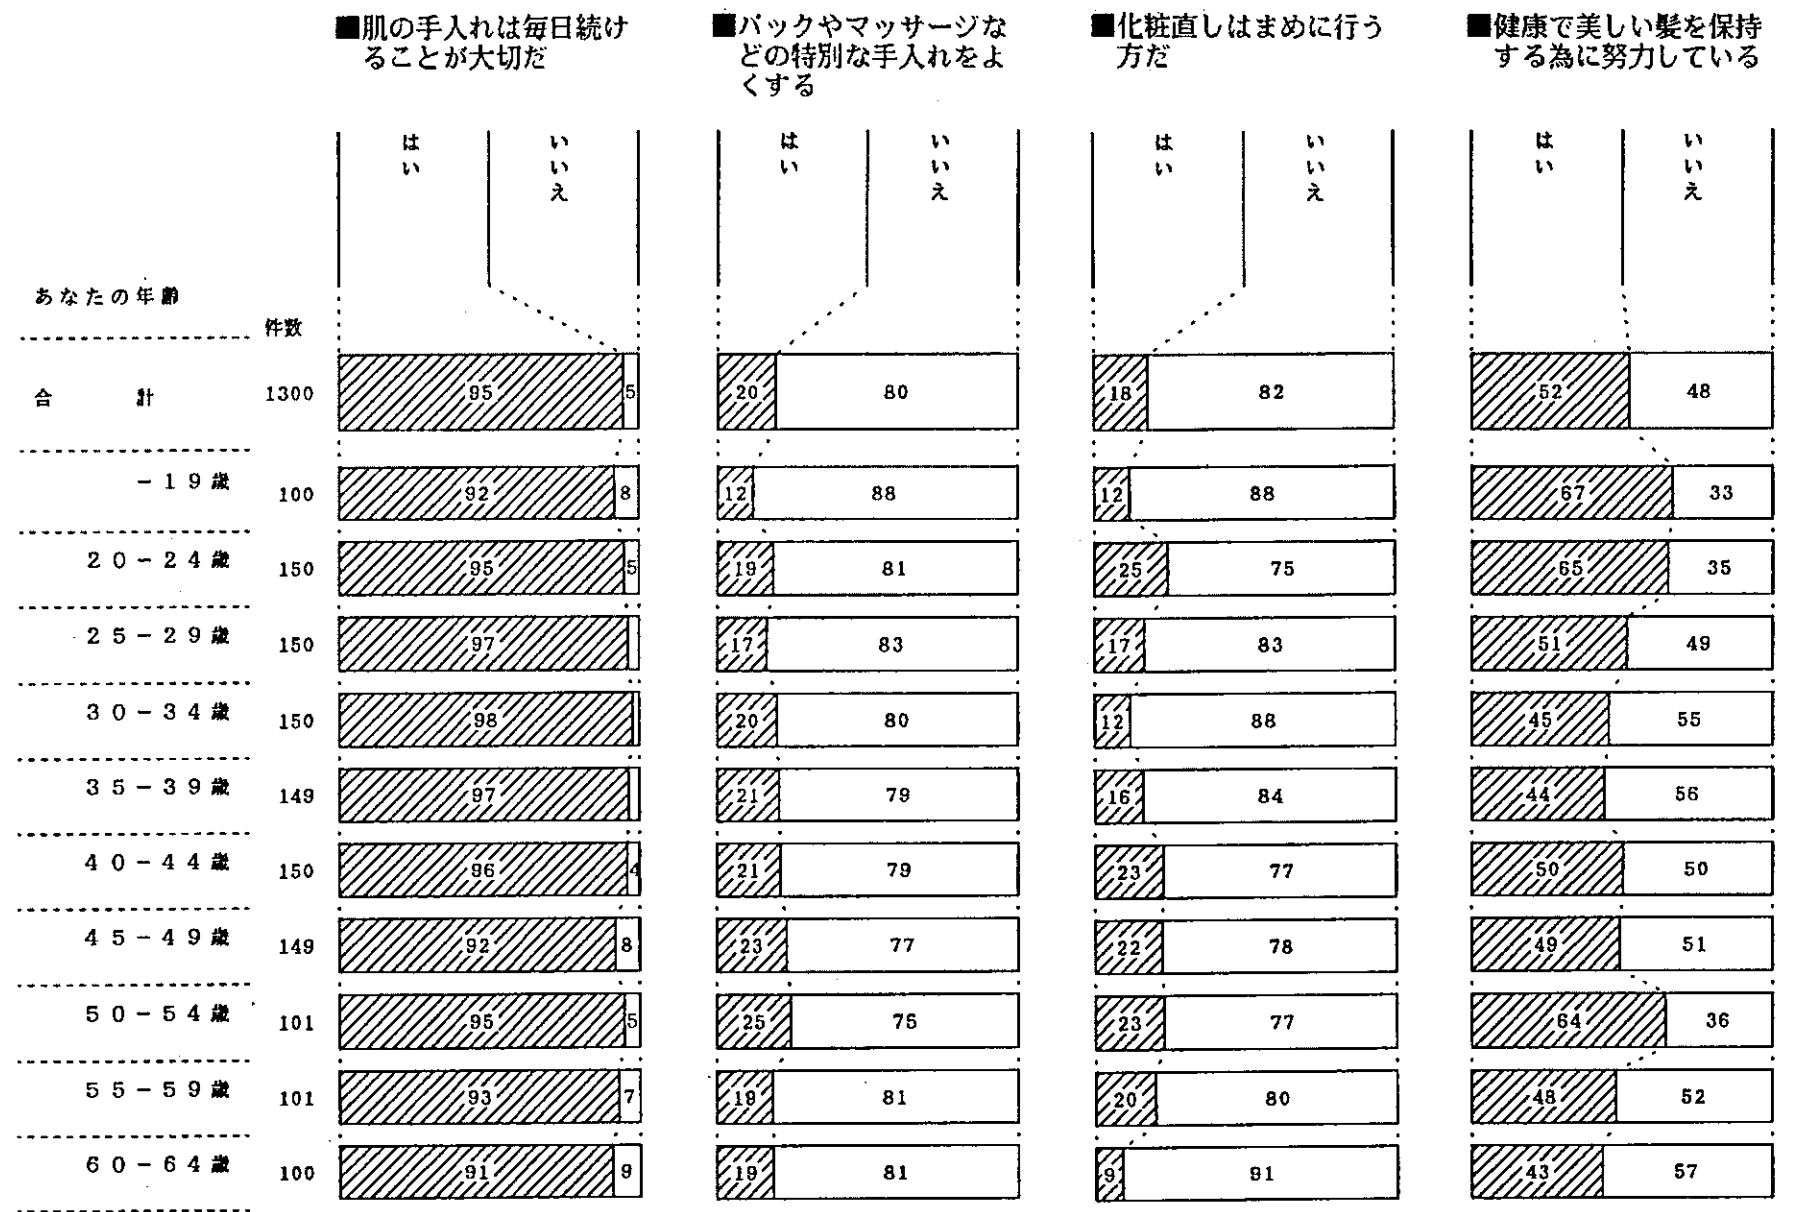 ■肌の手入れは毎日続け
ることが大切だ
■パックやマッサージな
どの特別な手入れをよ
くする
■化粧直しはまめに行う
方だ
■健康で美しい髪を保持
する為に努力している
はい いいえ はい いいえ はい いいえ はい いいえ
あなたの年齢
件数
合計 1300 95 5 20 80 18 82 52 48
-19歳 100 92 8 12 88 12 88 67 33
20-24歳 150 95 5 19 81 25 75 65 35
25-29歳 150 97 17 83 17 83 51 49
30-34歳 150 98 20 80 12 88 45 55
35-39歳 149 97 21 79 16 84 44 56
40-44歳 150 96 4 21 79 23 77 50 50
45-49歳 149 92 8 23 77 22 78 49 51
50-54歳 101 95 5 25 75 23 77 64 36
55-59歳 101 93 7 19 81 20 80 48 52
60-64歳 100 91 9 19 81 9 91 43 57